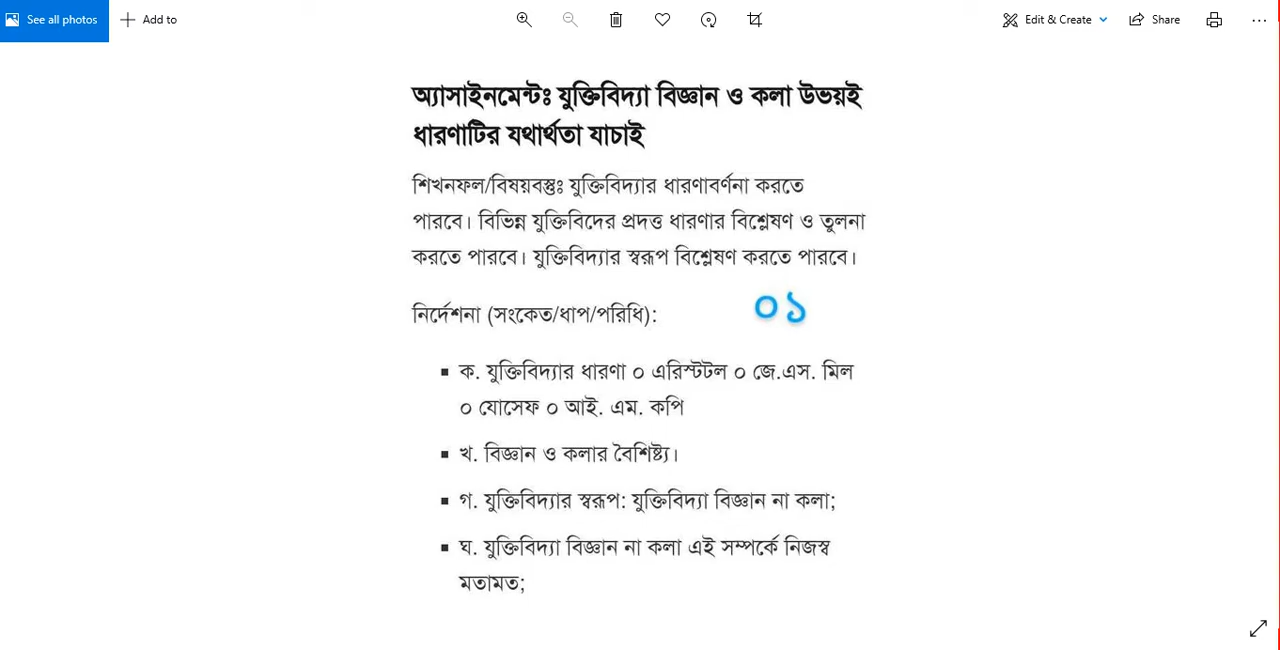 See all photos
Add to
Edit & Create
Share
অ্যাসাইনমেন্টঃ যুক্তিবিদ্যা বিজ্ঞান ও কলা উভয়ই
ধারণাটির যথার্থতা যাচাই
শিখনফল/বিষয়বস্তুঃ যুক্তিবিদ্যার ধারণাবর্ণনা করতে
পারবে। বিভিন্ন যুক্তিবিদের প্রদত্ত ধারণার বিশ্লেষণ ও তুলনা
করতে পারবে। যুক্তিবিদ্যার স্বরূপ বিশ্লেষণ করতে পারবে।
নির্দেশনা (সংকেত/ধাপ/পরিধি):
০১
▪ ক. যুক্তিবিদ্যার ধারণা ০ এরিস্টটল ০ জে.এস. মিল
০ যোসেফ ০ আই. এম. কপি
▪ খ. বিজ্ঞান ও কলার বৈশিষ্ট্য।
▪ গ. যুক্তিবিদ্যার স্বরূপ: যুক্তিবিদ্যা বিজ্ঞান না কলা;
▪ ঘ. যুক্তিবিদ্যা বিজ্ঞান না কলা এই সম্পর্কে নিজস্ব
মতামত;